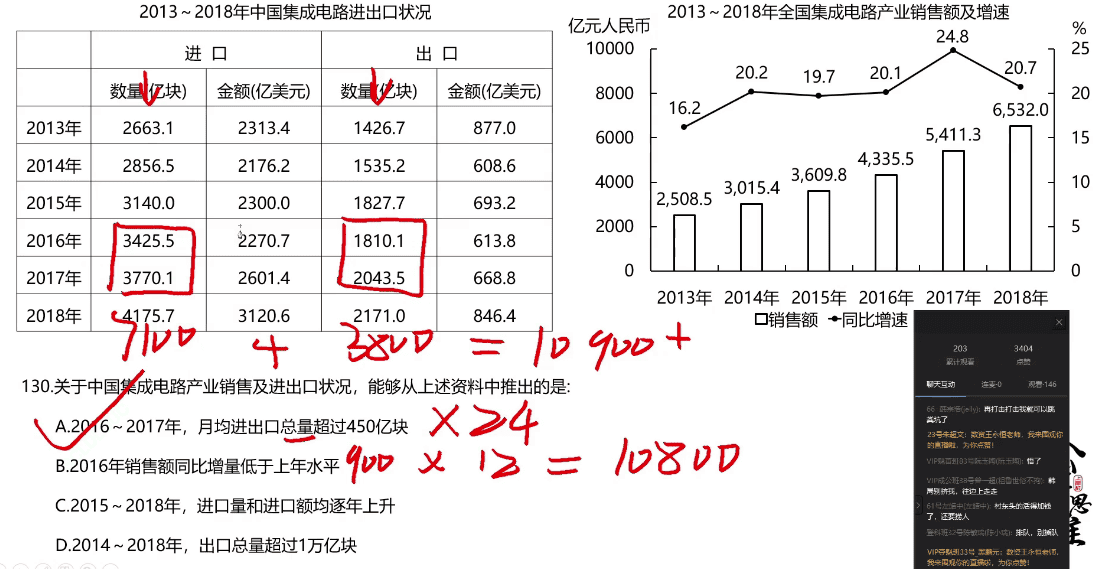 2013～2018年中国集成电路进出口状况
进 口 出 口
数量(亿块) 金额(亿美元) 数量(亿块) 金额(亿美元)
2013年 2663.1 2313.4 1426.7 877.0
2014年 2856.5 2176.2 1535.2 608.6
2015年 3140.0 2300.0 1827.7 693.2
2016年 3425.5 2270.7 1810.1 613.8
2017年 3770.1 2601.4 2043.5 668.8
2018年 4175.7 3120.6 2171.0 846.4
7100 + 3800 = 10900+
2013～2018年全国集成电路产业销售额及增速
亿元人民币 %
10000
8000
6000
4000
2000
0
25
20
15
10
5
0
16.2 20.2 19.7 20.1 24.8 20.7
2,508.5 3,015.4 3,609.8 4,335.5 5,411.3 6,532.0
2013年 2014年 2015年 2016年 2017年 2018年
销售额 同比增速
130.关于中国集成电路产业销售及进出口状况，能够从上述资料中推出的是:
A.2016～2017年，月均进出口总量超过450亿块 ×24
B.2016年销售额同比增量低于上年水平 900 × 12 = 10800
C.2015～2018年，进口量和进口额均逐年上升
D.2014～2018年，出口总量超过1万亿块
203 3404
累计观看 点赞
聊天互动 连麦·0 观看·146